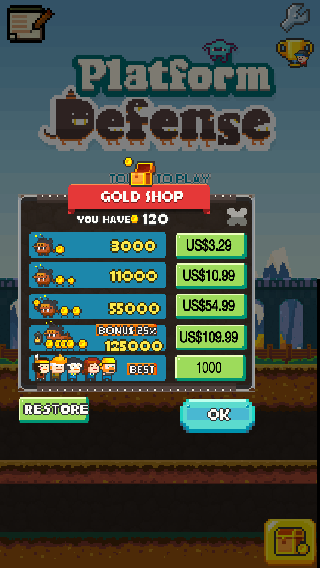 Platform
Defense
TO PLAY
GOLD SHOP
YOU HAVE 120
3000 US$3.29
11000 US$10.99
55000 US$54.99
BONUS 25%
125000 US$109.99
BEST 1000
RESTORE
OK